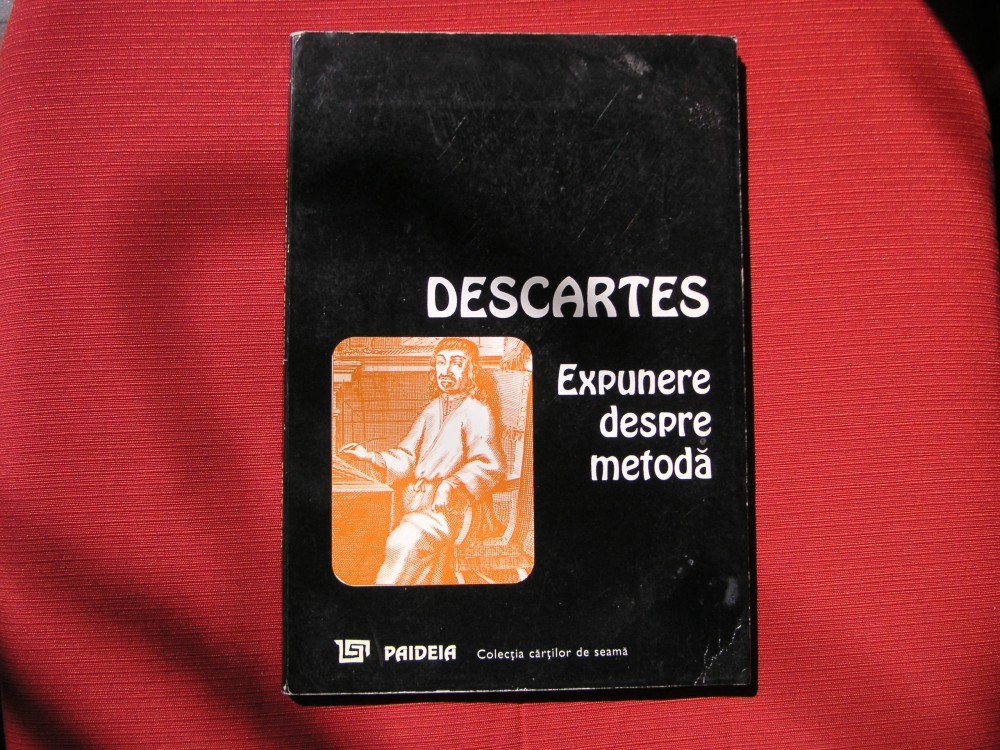 DESCARTES
Expunere
despre
metodă
PAIDEIA Colecția cărților de seamă